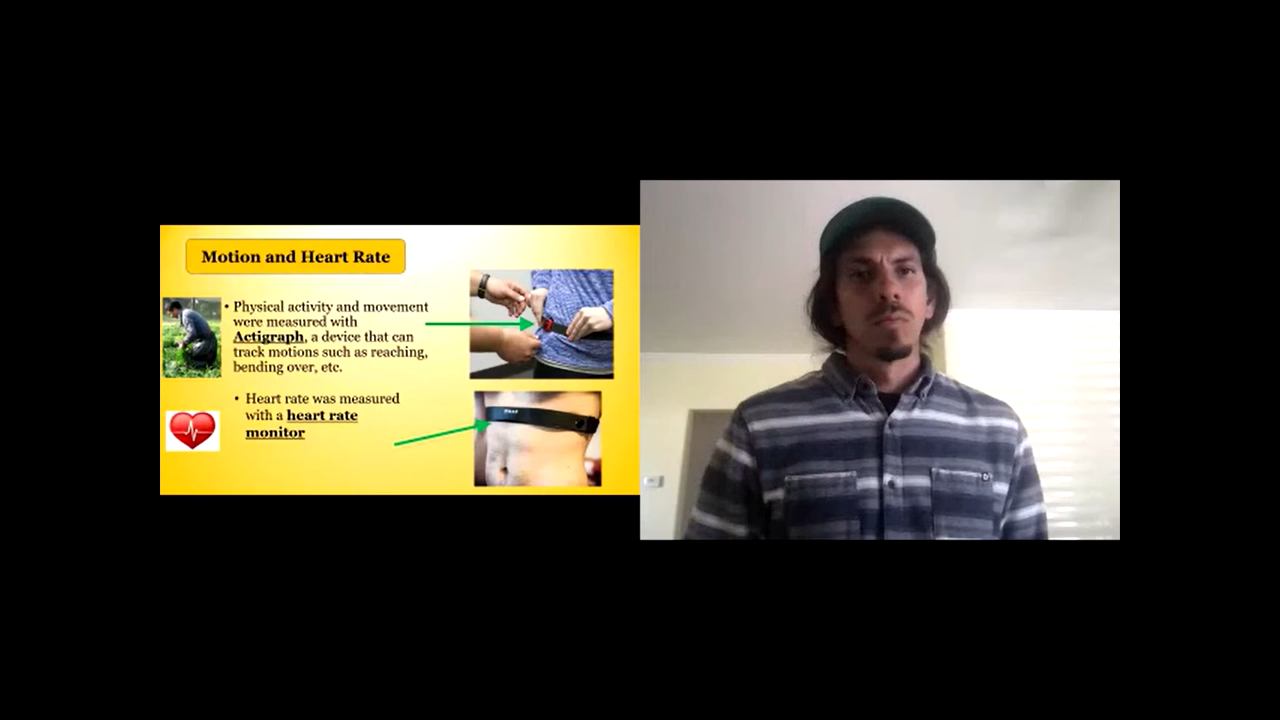 Motion and Heart Rate
• Physical activity and movement
were measured with
Actigraph, a device that can
track motions such as reaching,
bending over, etc.
• Heart rate was measured
with a heart rate
monitor